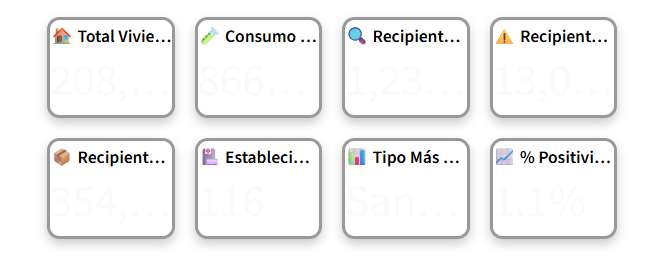 Total Vivie...
208,...
Consumo ...
866...
Recipient...
1,23...
Recipient...
13,0...
Recipient...
354,...
Estableci...
116
Tipo Más ...
San...
% Positivi...
1.1%